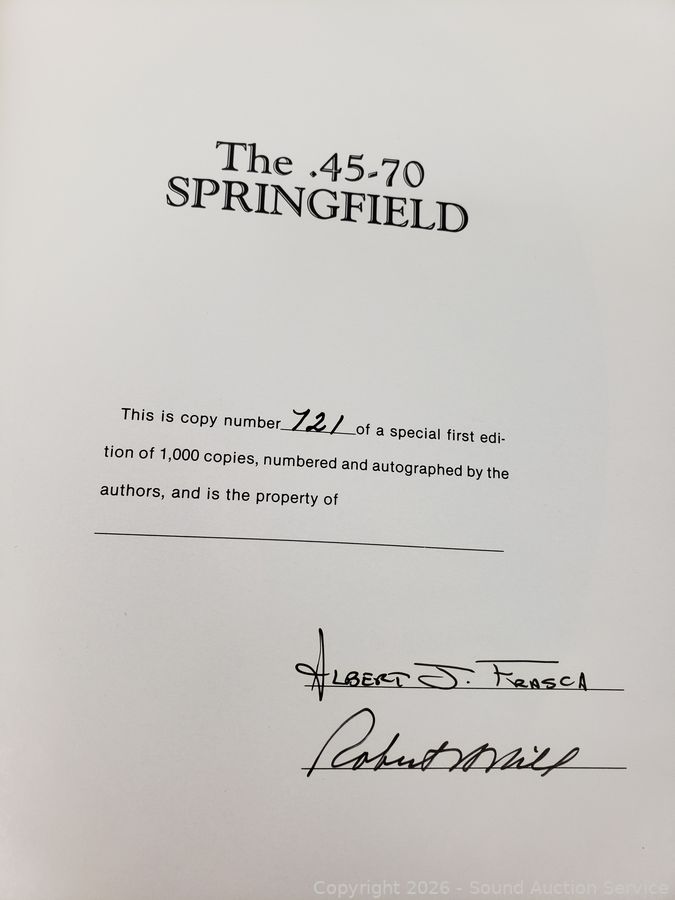 The .45-70
SPRINGFIELD
This is copy number 721 of a special first edi-
tion of 1,000 copies, numbered and autographed by the
authors, and is the property of
ALBERT J. FRASCA
Robert
Copyright 2026 - Sound Auction Service